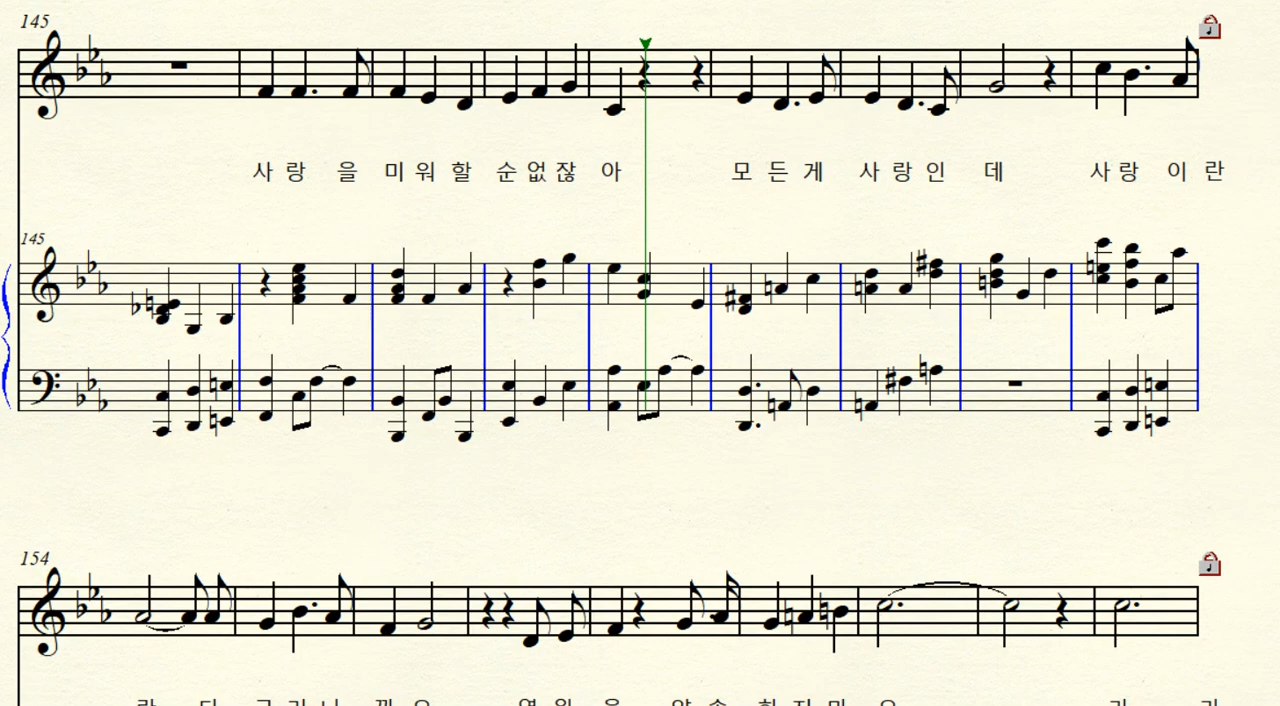 145
사 랑 을 미 워 할 순 없 잖 아 모 든 게 사 랑 인 데 사 랑 이 란
145
154